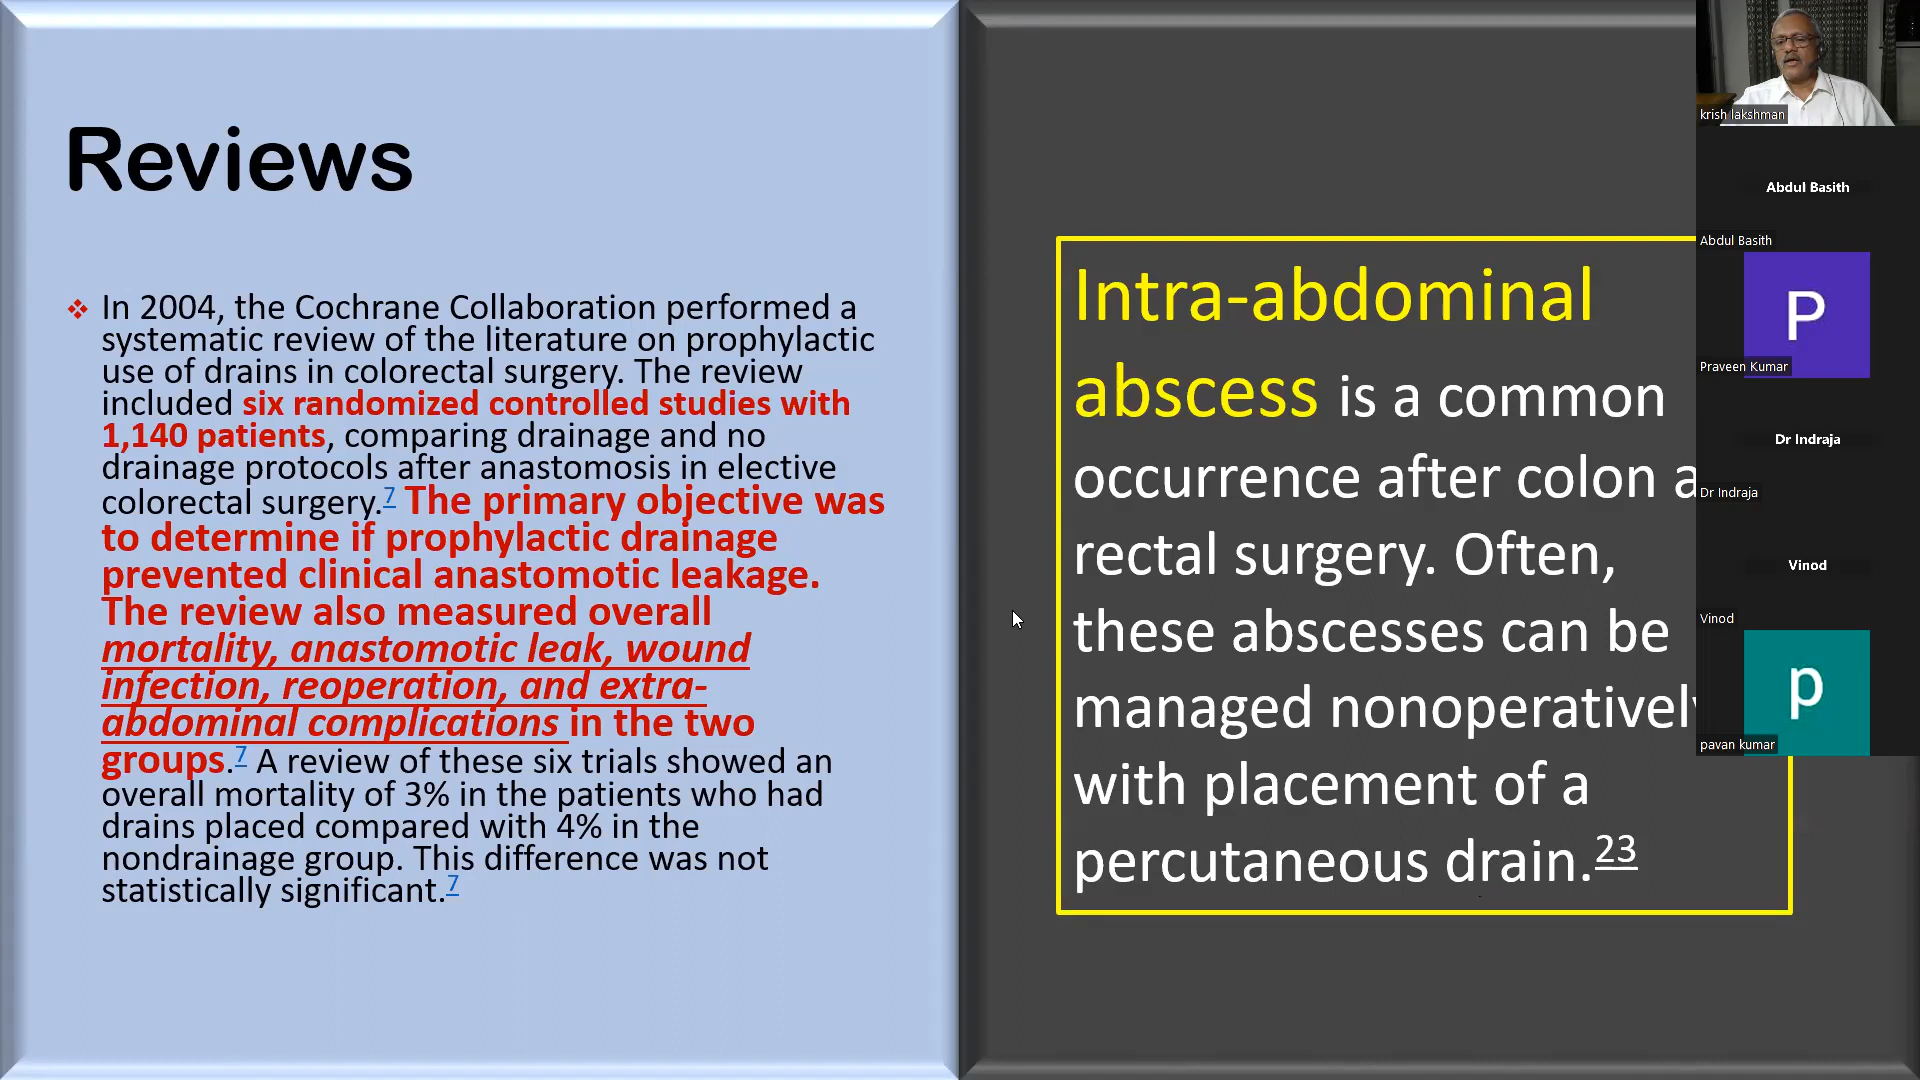 Reviews
❖ In 2004, the Cochrane Collaboration performed a
systematic review of the literature on prophylactic
use of drains in colorectal surgery. The review
included six randomized controlled studies with
1,140 patients, comparing drainage and no
drainage protocols after anastomosis in elective
colorectal surgery.7 The primary objective was
to determine if prophylactic drainage
prevented clinical anastomotic leakage.
The review also measured overall
mortality, anastomotic leak, wound
infection, reoperation, and extra-
abdominal complications in the two
groups.7 A review of these six trials showed an
overall mortality of 3% in the patients who had
drains placed compared with 4% in the
nondrainage group. This difference was not
statistically significant.7
Intra-abdominal
abscess is a common
occurrence after colon a
rectal surgery. Often,
these abscesses can be
managed nonoperatively
with placement of a
percutaneous drain.23
krish lakshman
Abdul Basith
Abdul Basith
P
Praveen Kumar
Dr Indraja
Dr Indraja
Vinod
Vinod
p
pavan kumar